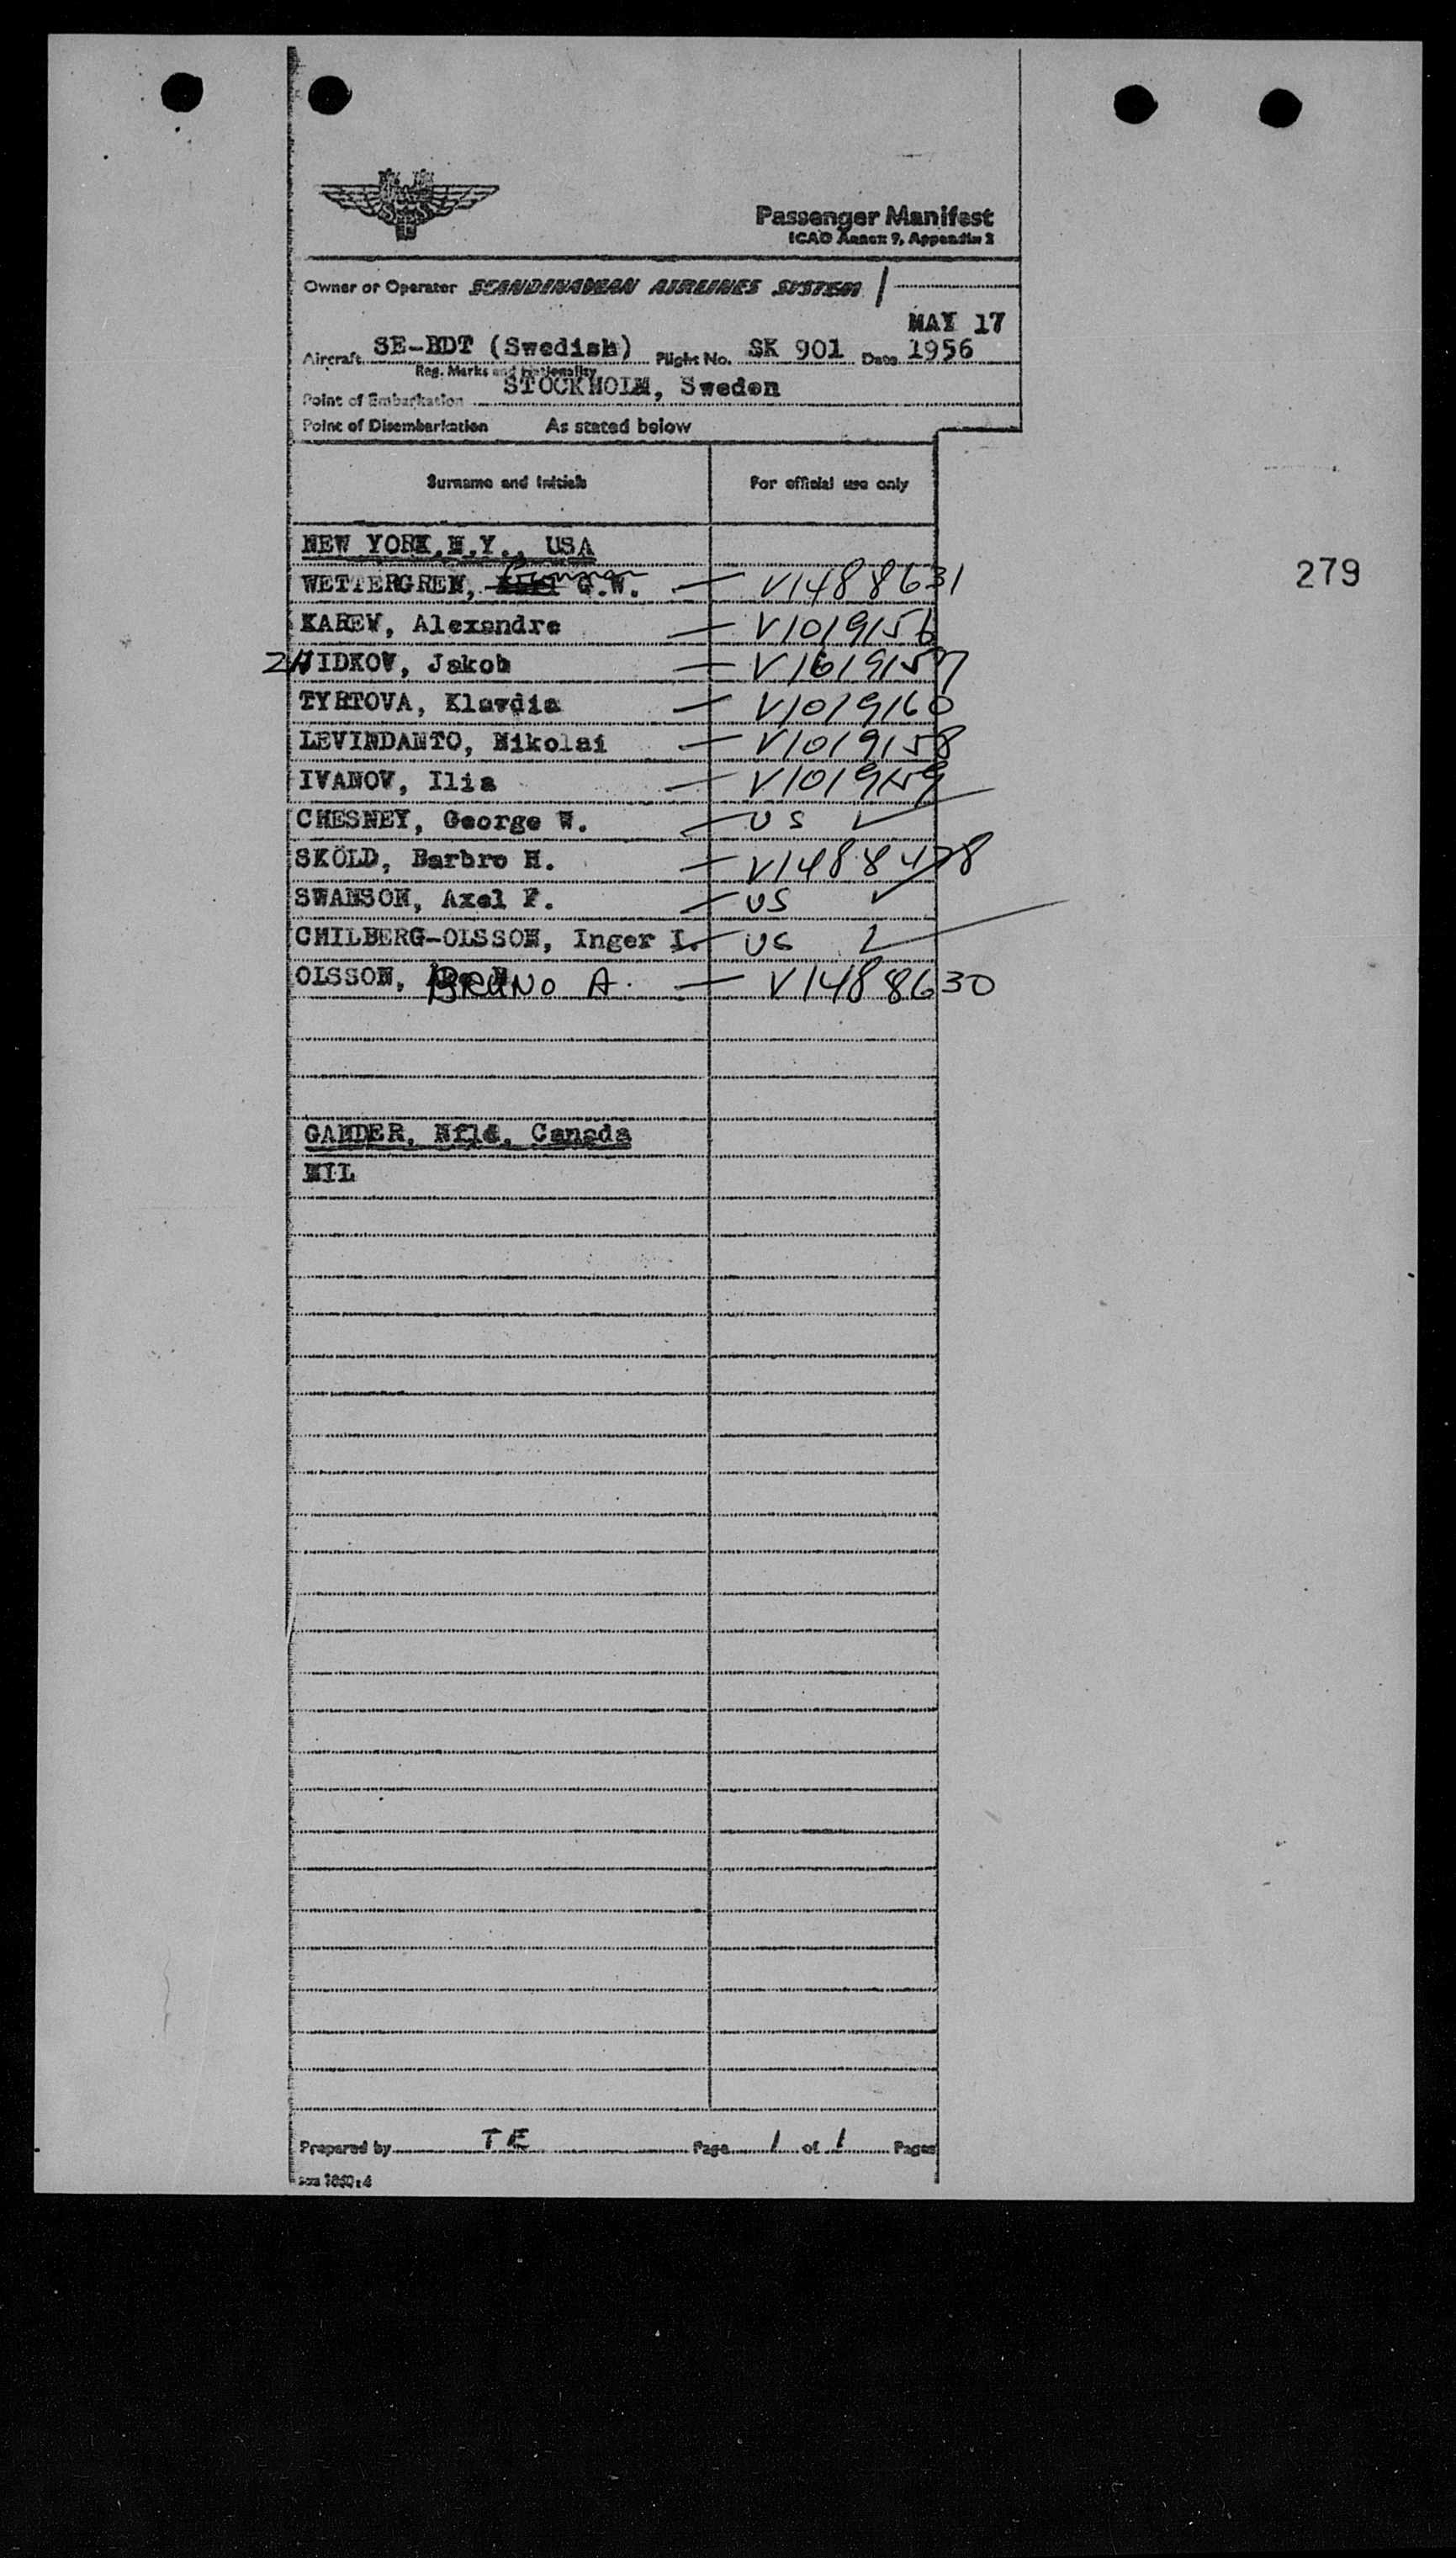 Passenger Manifest
ICAO Annex 9, Appendix 2
Owner or Operator SCANDINAVIAN AIRLINES SYSTEM /
MAY 17
Aircraft SE-BDT (Swedish) Flight No. SK 901 Date 1956
Reg. Marks and Nationality
Point of Embarkation STOCKHOLM, Sweden
Point of Disembarkation As stated below
Surname and Initials For official use only
NEW YORK, N.Y., USA
279
WETTERGREN, G.W. — V1488631
KAREV, Alexandre — V1019156
ZHIDKOV, Jakob — V1619157
TYRTOVA, Klavdia — V1019160
LEVINDANTO, Nikolai — V1019158
IVANOV, Ilia — V1019159
CHESNEY, George W. — US ✓
SKÖLD, Barbro H. — V1488478
SWANSON, Axel F. — US ✓
CHILBERG-OLSSON, Inger I. — US ✓
OLSSON, BRUNO A. — V1488630
GANDER, Nfld, Canada
NIL
Prepared by TE Page 1 of 1 Pages